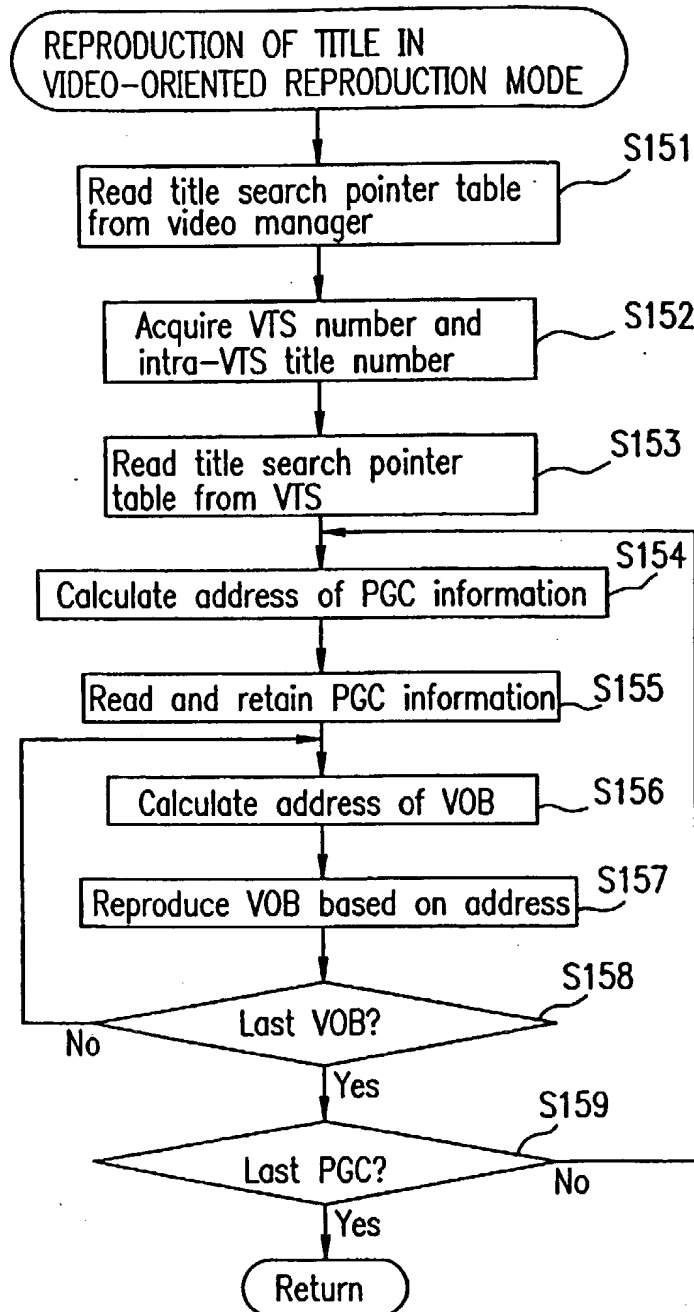 REPRODUCTION OF TITLE IN
VIDEO-ORIENTED REPRODUCTION MODE
S151
Read title search pointer table
from video manager
S152
Acquire VTS number and
intra-VTS title number
S153
Read title search pointer
table from VTS
S154
Calculate address of PGC information
Read and retain PGC information
S155
Calculate address of VOB
S156
S157
Reproduce VOB based on address
S158
Last VOB?
No
Yes
S159
Last PGC?
No
Yes
Return